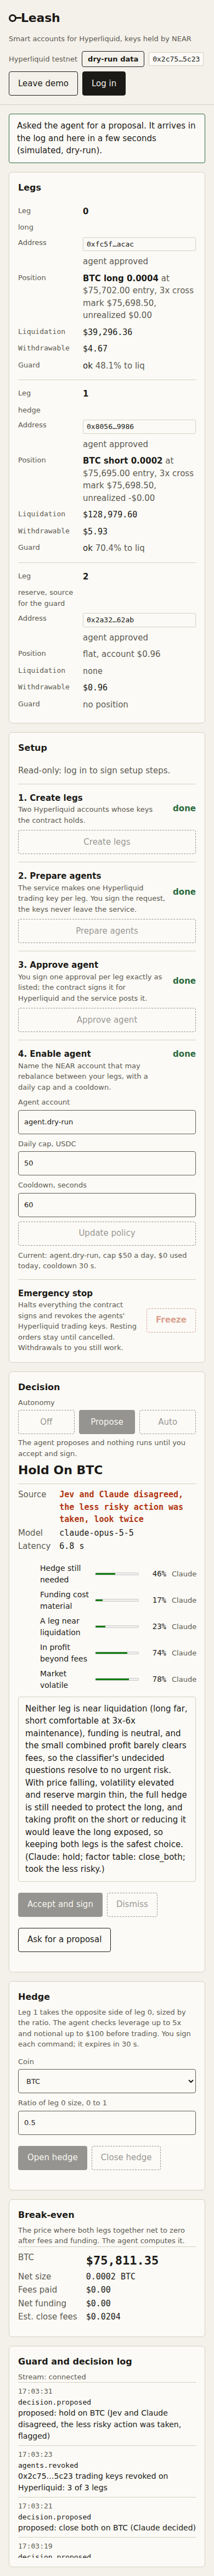 Leash
Smart accounts for Hyperliquid, keys held by NEAR
Hyperliquid testnet dry-run data 0x2c75…5c23
Leave demo Log in
Asked the agent for a proposal. It arrives in
the log and here in a few seconds
(simulated, dry-run).
Legs
Leg 0
long
Address 0xfc5f…acac
agent approved
Position BTC long 0.0004 at
$75,702.00 entry, 3x cross
mark $75,698.50,
unrealized $0.00
Liquidation $39,296.36
Withdrawable $4.67
Guard ok 48.1% to liq
Leg 1
hedge
Address 0x8056…9986
agent approved
Position BTC short 0.0002 at
$75,695.00 entry, 3x cross
mark $75,698.50,
unrealized -$0.00
Liquidation $128,979.60
Withdrawable $5.93
Guard ok 70.4% to liq
Leg 2
reserve, source
for the guard
Address 0x2a32…62ab
agent approved
Position flat, account $0.96
Liquidation none
Withdrawable $0.96
Guard no position
Setup
Read-only: log in to sign setup steps.
1. Create legs
Two Hyperliquid accounts whose keys
the contract holds.
done
Create legs
2. Prepare agents
The service makes one Hyperliquid
trading key per leg. You sign the request,
the keys never leave the service.
done
Prepare agents
3. Approve agent
You sign one approval per leg exactly as
listed; the contract signs it for
Hyperliquid and the service posts it.
done
Approve agent
4. Enable agent
Name the NEAR account that may
rebalance between your legs, with a
daily cap and a cooldown.
done
Agent account
agent.dry-run
Daily cap, USDC
50
Cooldown, seconds
60
Update policy
Current: agent.dry-run, cap $50 a day, $0 used
today, cooldown 30 s.
Emergency stop
Halts everything the contract
signs and revokes the agents'
Hyperliquid trading keys. Resting
orders stay until cancelled.
Withdrawals to you still work.
Freeze
Decision
Autonomy
Off Propose Auto
The agent proposes and nothing runs until you
accept and sign.
Hold On BTC
Source Jev and Claude disagree,
the less risky action was
taken, look twice
Model claude-opus-5-5
Latency 6.8 s
Hedge still
needed
46% Claude
Funding cost
material
17% Claude
A leg near
liquidation
23% Claude
In profit
beyond fees
74% Claude
Market
volatile
78% Claude
Neither leg is near liquidation (long far,
short comfortable at 3x-6x
maintenance), funding is neutral, and
the small combined profit barely clears
fees, so the classifier's undecided
questions resolve to no urgent risk.
With price falling, volatility elevated
and reserve margin thin, the full hedge
is still needed to protect the long, and
taking profit on the short or reducing it
would leave the long exposed, so
keeping both legs is the safest choice.
(Claude: hold; factor table: close_both;
took the less risky.)
Accept and sign Dismiss
Ask for a proposal
Hedge
Leg 1 takes the opposite side of leg 0, sized by
the ratio. The agent checks leverage up to 5x
and notional up to $100 before trading. You sign
each command; it expires in 30 s.
Coin
BTC
Ratio of leg 0 size, 0 to 1
0.5
Open hedge Close hedge
Break-even
The price where both legs together net to zero
after fees and funding. The agent computes it.
BTC $75,811.35
Net size 0.0002 BTC
Fees paid $0.00
Net funding $0.00
Est. close fees $0.0204
Guard and decision log
Stream: connected
17:03:31
decision.proposed
proposed: hold on BTC (Jev and Claude
disagree, the less risky action was taken,
flagged)
17:03:23
agents.revoked
0x2c75…5c23 trading keys revoked on
Hyperliquid: 3 of 3 legs
17:03:21
decision.proposed
proposed: close both on BTC (Claude decided)
17:03:19
decision.proposed